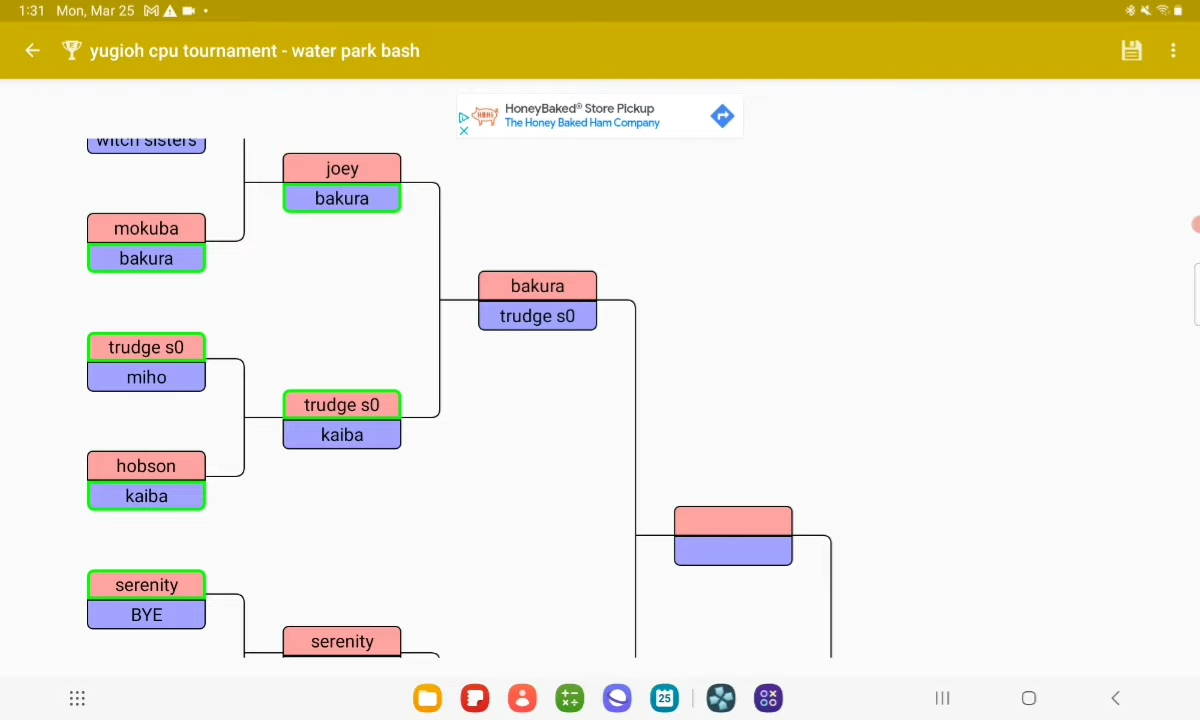 1:31 Mon, Mar 25
yugioh cpu tournament - water park bash
HoneyBaked® Store Pickup
The Honey Baked Ham Company
witch sisters
joey
bakura
mokuba
bakura
bakura
trudge s0
trudge s0
miho
trudge s0
kaiba
hobson
kaiba
serenity
BYE
serenity
25